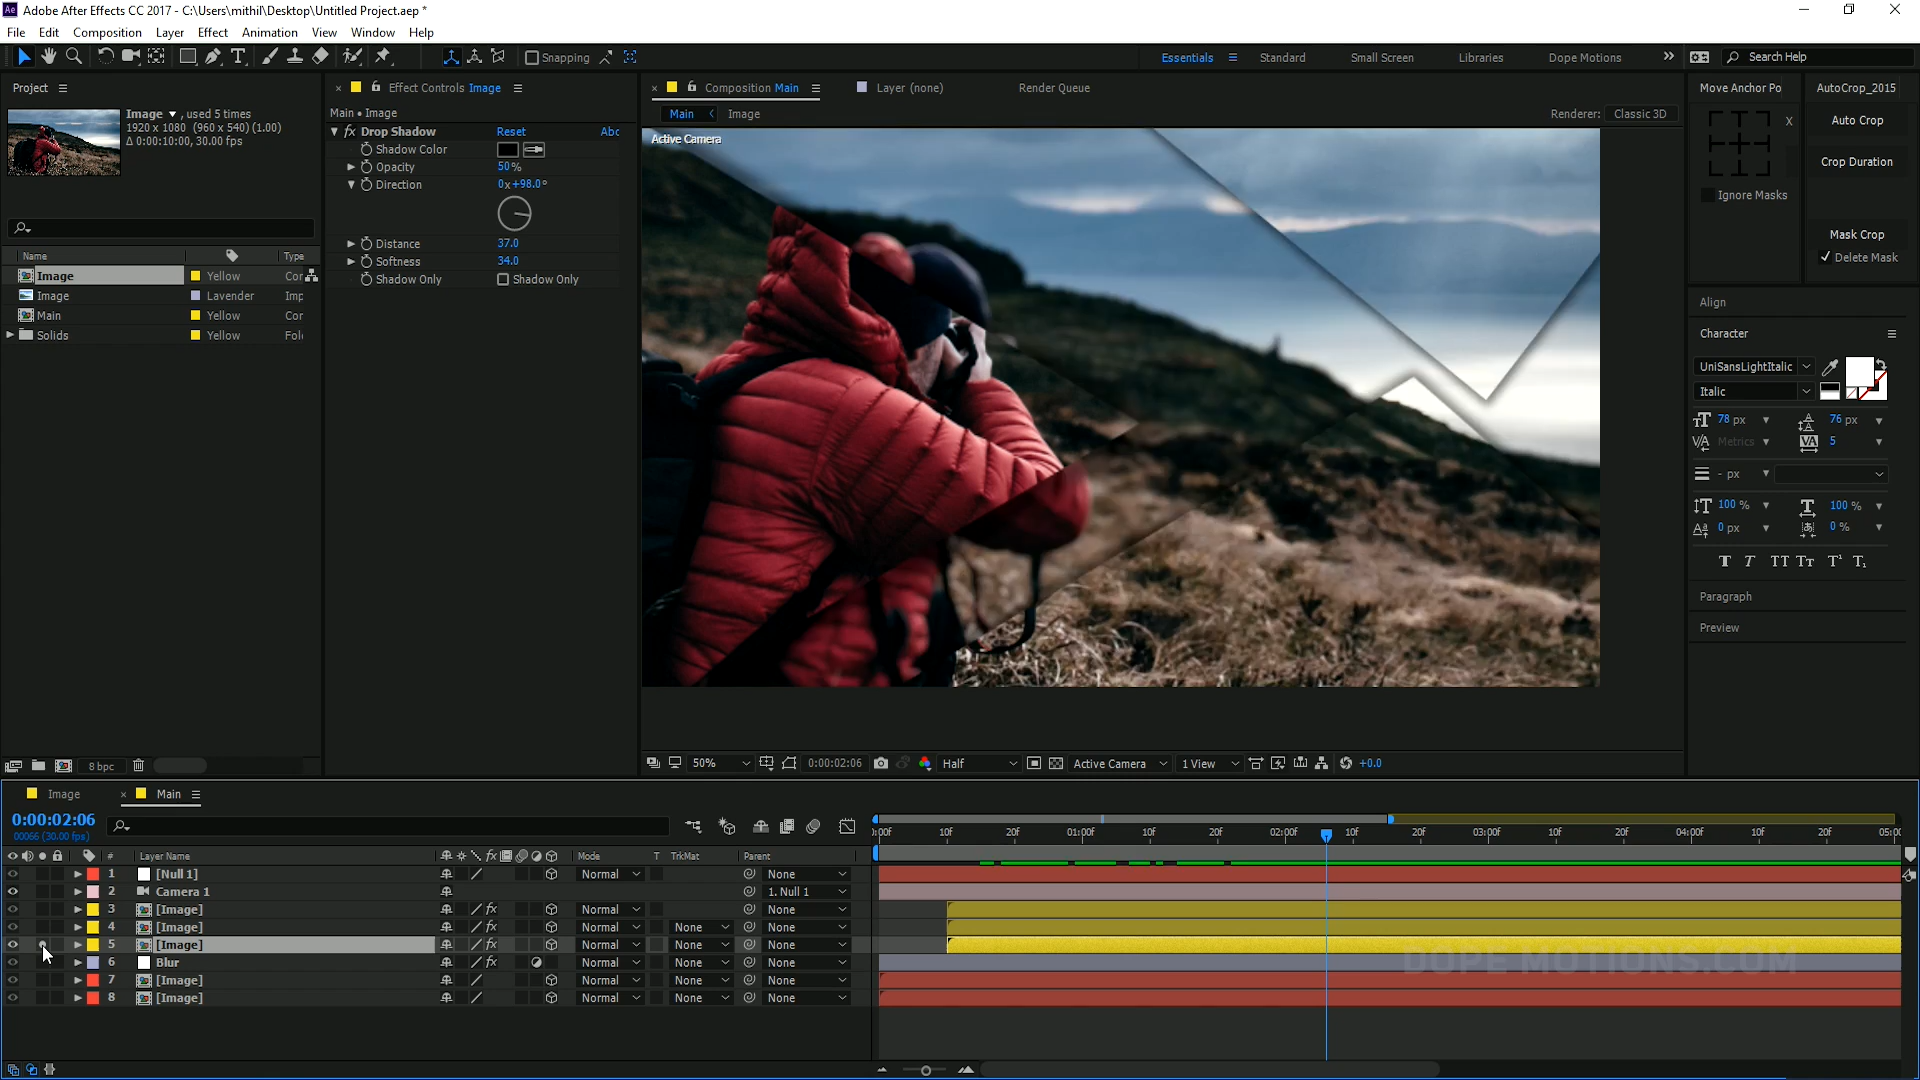 Adobe After Effects CC 2017 - C:\Users\mithil\Desktop\Untitled Project.aep *
File Edit Composition Layer Effect Animation View Window Help
Snapping Essentials Standard Small Screen Libraries Dope Motions Search Help
Project Effect Controls Image Composition Main Layer (none) Render Queue Move Anchor Po AutoCrop_2015
Image , used 5 times
1920 x 1080 (960 x 540) (1.00)
Δ 0:00:10:00, 30.00 fps
Main • Image
Main Image Renderer: Classic 3D
Drop Shadow Reset Abc
Shadow Color
Opacity 50%
Direction 0x+98.0°
Distance 37.0
Softness 34.0
Shadow Only Shadow Only
Name Type
Image Yellow Cor
Image Lavender Imp
Main Yellow Cor
Solids Yellow Fol
8 bpc
Active Camera
50% 0:00:02:06 Half Active Camera 1 View +0.0
X
Ignore Masks
Auto Crop
Crop Duration
Mask Crop
Delete Mask
Align
Character
UniSansLightItalic
Italic
78 px 76 px
Metrics 5
- px
100 % 100 %
0 px 0 %
T T TT Tт T¹ T₁
Paragraph
Preview
Image Main
0:00:02:06
00066 (30.00 fps)
# Layer Name Mode T TrkMat Parent
1 [Null 1] Normal None
2 Camera 1 1. Null 1
3 [Image] Normal None
4 [Image] Normal None None
5 [Image] Normal None None
6 Blur Normal None None
7 [Image] Normal None None
8 [Image] Normal None None
):00f 10f 20f 01:00f 10f 20f 02:00f 10f 20f 03:00f 10f 20f 04:00f 10f 20f 05:0(
DOPE MOTIONS.COM